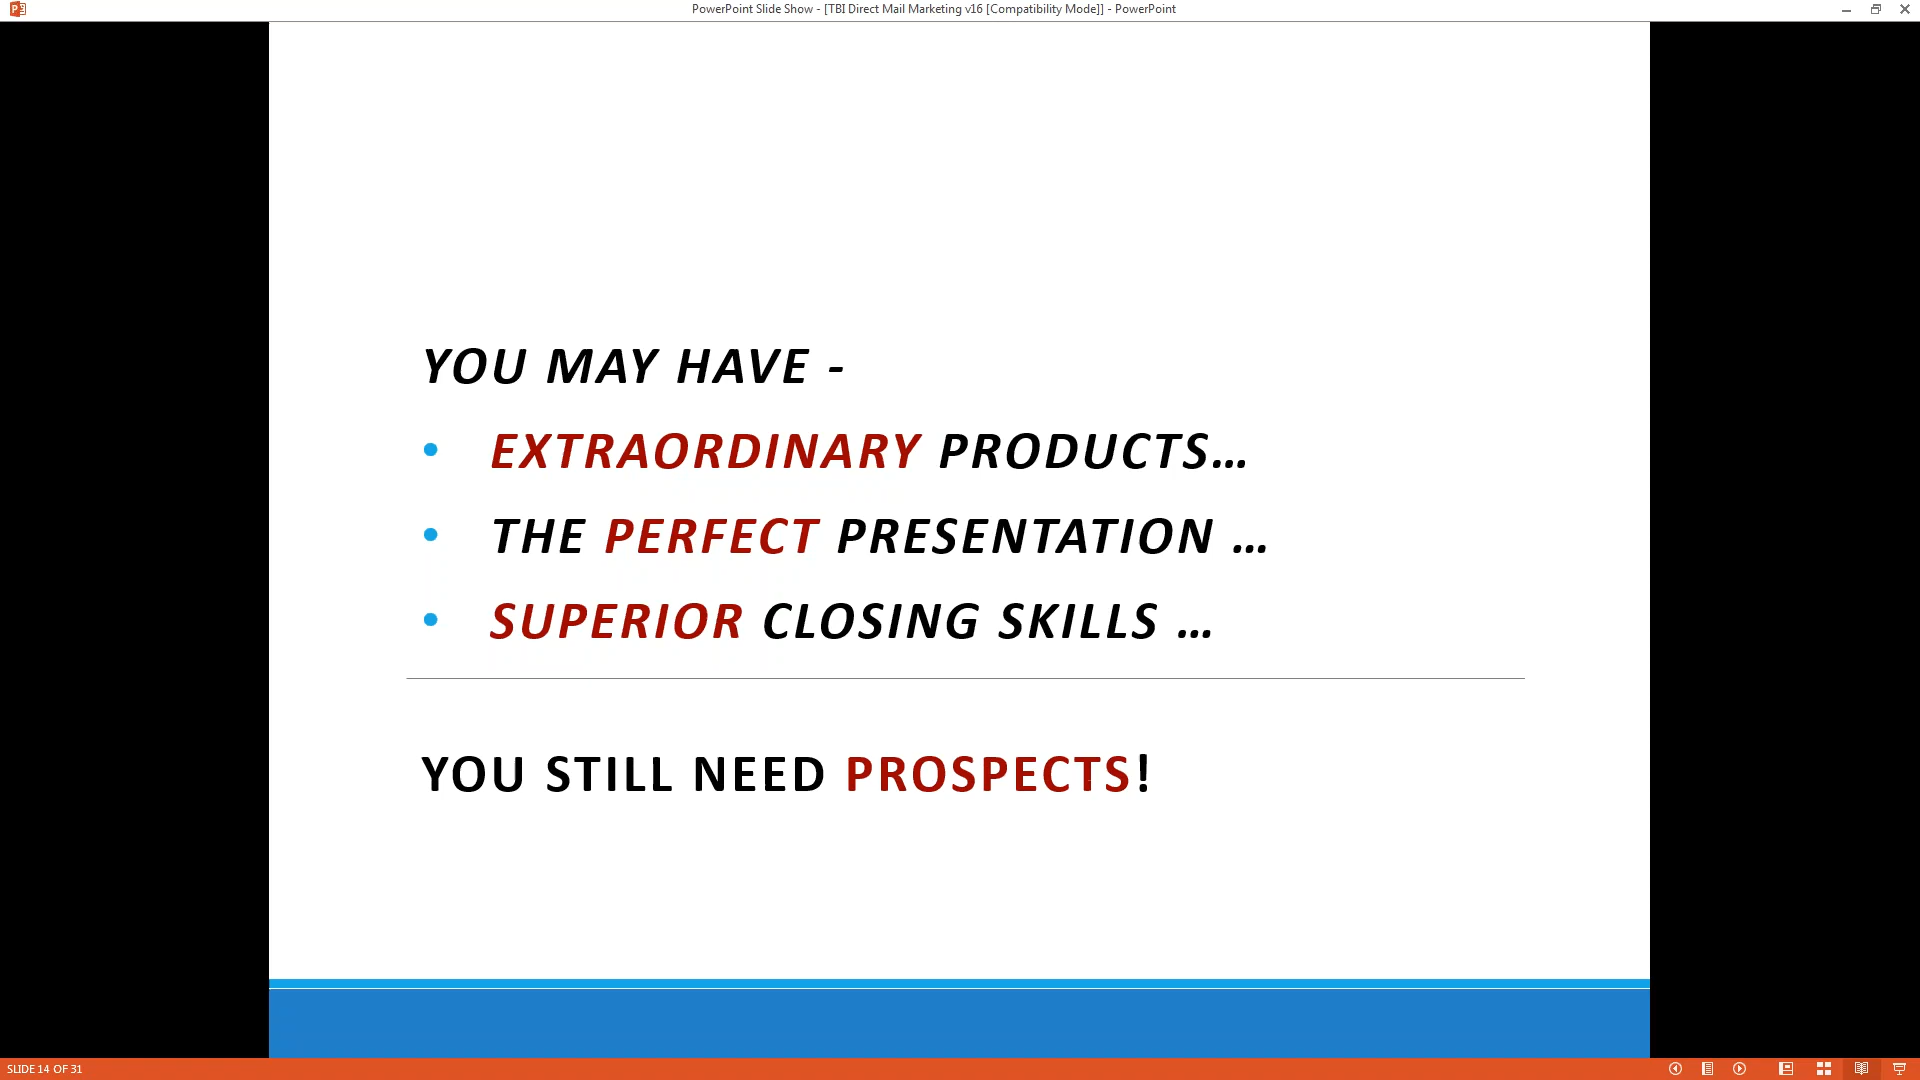 PowerPoint Slide Show - [TBI Direct Mail Marketing v16 [Compatibility Mode]] - PowerPoint
YOU MAY HAVE -
• EXTRAORDINARY PRODUCTS…
• THE PERFECT PRESENTATION …
• SUPERIOR CLOSING SKILLS …
YOU STILL NEED PROSPECTS!
SLIDE 14 OF 31